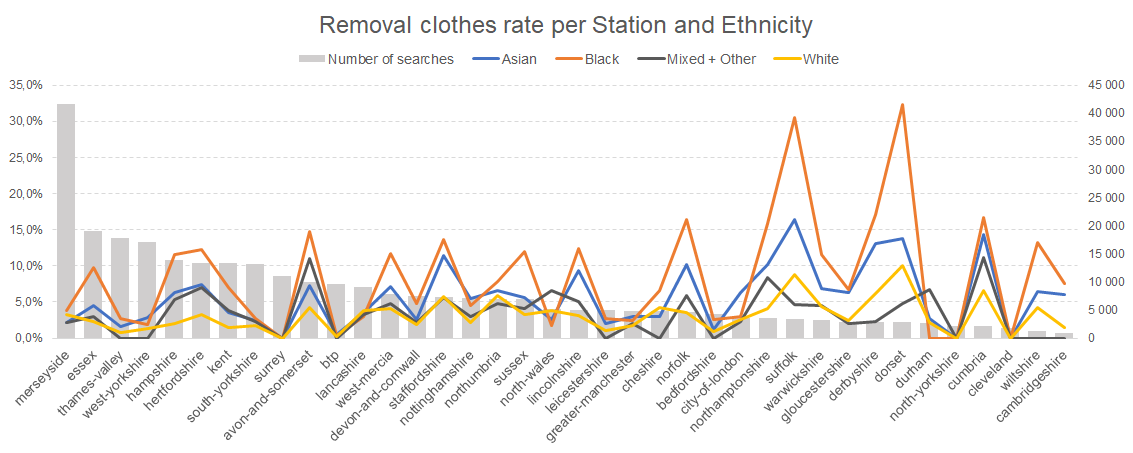 Removal clothes rate per Station and Ethnicity
Number of searches Asian Black Mixed + Other White
35,0% 45 000
40 000
30,0%
35 000
25,0%
30 000
20,0%
25 000
20 000
15,0%
15 000
10,0%
10 000
5,0%
5 000
0,0% 0
merseyside
essex
thames-valley
west-yorkshire
hampshire
hertfordshire
kent
south-yorkshire
surrey
avon-and-somerset
btp
lancashire
west-mercia
devon-and-cornwall
staffordshire
nottinghamshire
northumbria
sussex
north-wales
lincolnshire
leicestershire
greater-manchester
cheshire
norfolk
bedfordshire
city-of-london
northamptonshire
suffolk
warwickshire
gloucestershire
derbyshire
dorset
durham
north-yorkshire
cumbria
cleveland
wiltshire
cambridgeshire